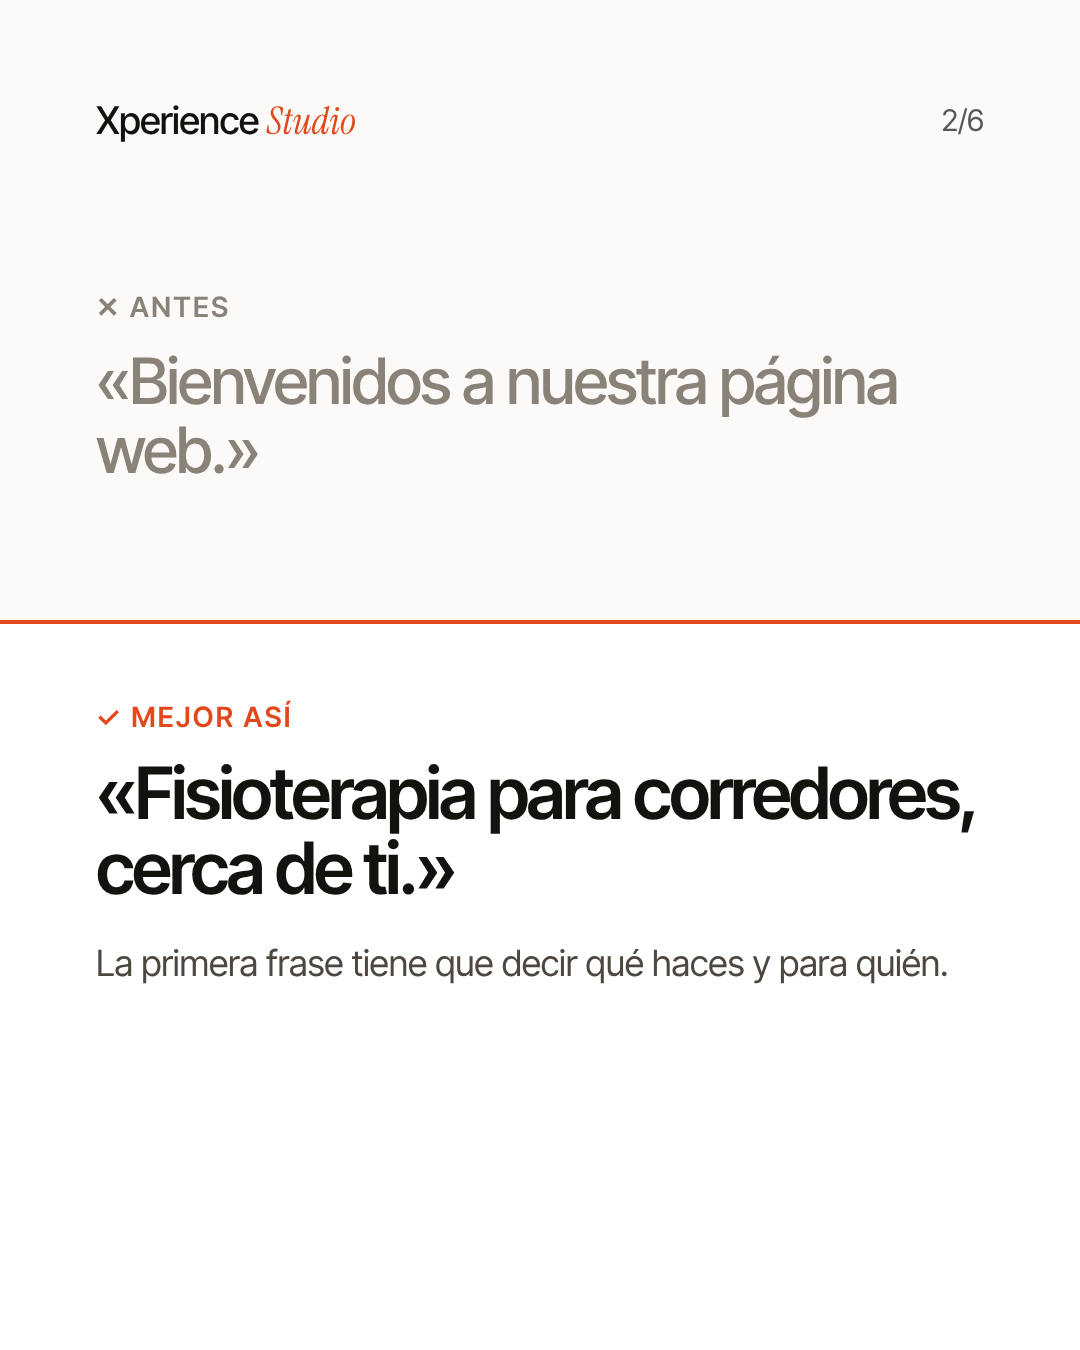 Xperience Studio
2/6
✕ ANTES
«Bienvenidos a nuestra página
web.»
✓ MEJOR ASÍ
«Fisioterapia para corredores,
cerca de ti.»
La primera frase tiene que decir qué haces y para quién.